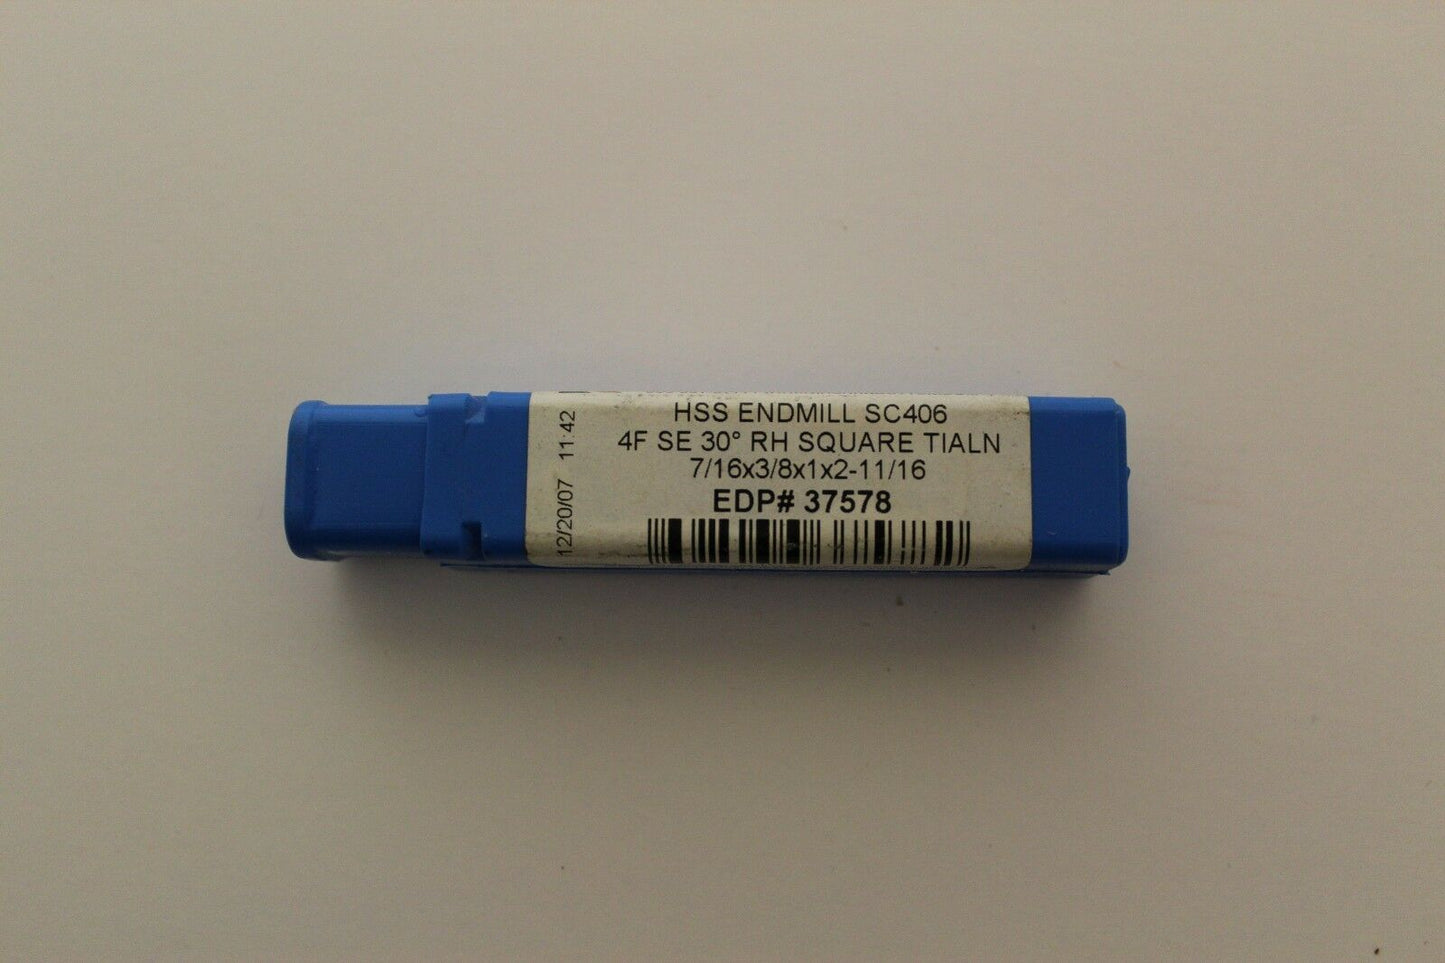 HSS ENDMILL SC406
4F SE 30° RH SQUARE TIALN
7/16x3/8x1x2-11/16
EDP# 37578
12/20/07 11:42